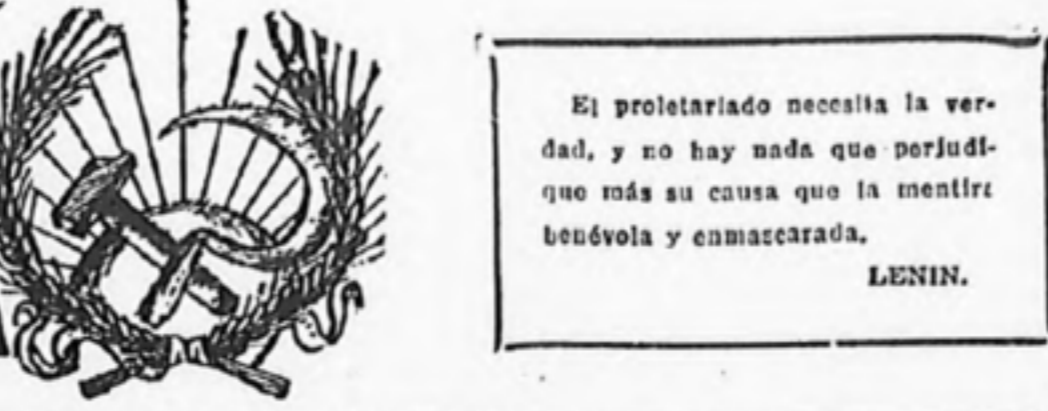 El proletariado necesita la ver-
dad, y no hay nada que perjudi-
que más su causa que la mentira
benévola y enmascarada.
LENIN.